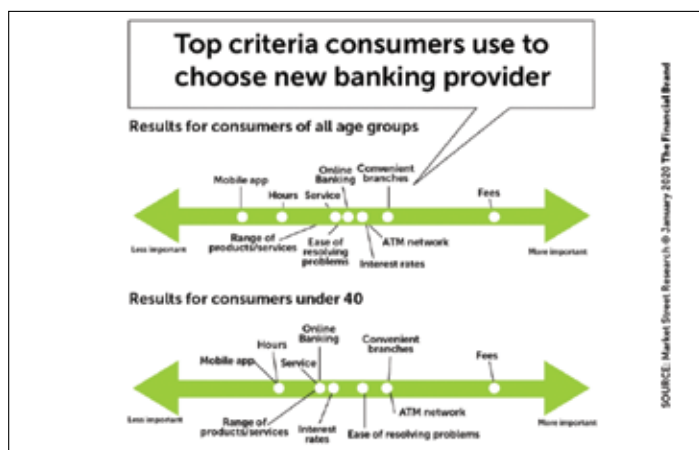 Top criteria consumers use to
choose new banking provider
Results for consumers of all age groups
Mobile app
Hours
Service
Online
Banking
Convenient
branches
Fees
Less important
Range of
products/services
Ease of
resolving
problems
ATM network
Interest rates
More important
Results for consumers under 40
Mobile app
Hours
Service
Online
Banking
Convenient
branches
Fees
Less important
Range of
products/services
Interest
rates
Ease of resolving problems
ATM network
More important
SOURCE: Market Street Research © January 2020 The Financial Brand